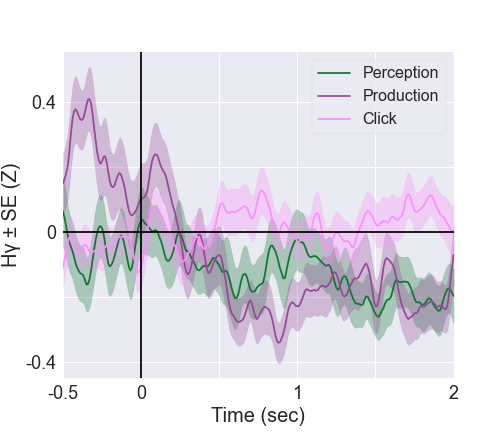 Perception
Production
Click
Hγ ± SE (Z)
0.4
0
-0.4
-0.5
0
1
2
Time (sec)